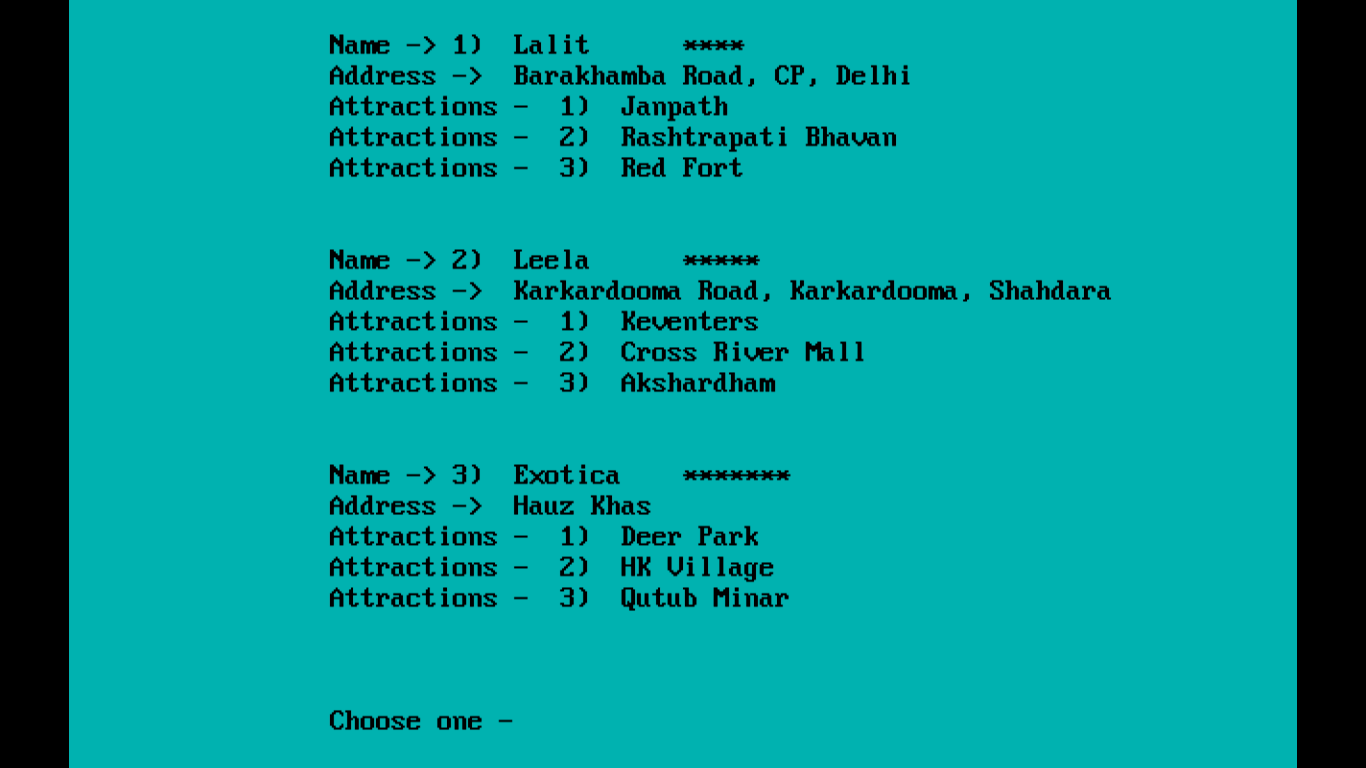 Name -> 1)  Lalit      ****
Address ->  Barakhamba Road, CP, Delhi
Attractions -  1)  Janpath
Attractions -  2)  Rashtrapati Bhavan
Attractions -  3)  Red Fort
Name -> 2)  Leela      *****
Address ->  Karkardooma Road, Karkardooma, Shahdara
Attractions -  1)  Keventers
Attractions -  2)  Cross River Mall
Attractions -  3)  Akshardham
Name -> 3)  Exotica    *******
Address ->  Hauz Khas
Attractions -  1)  Deer Park
Attractions -  2)  HK Village
Attractions -  3)  Qutub Minar
Choose one -